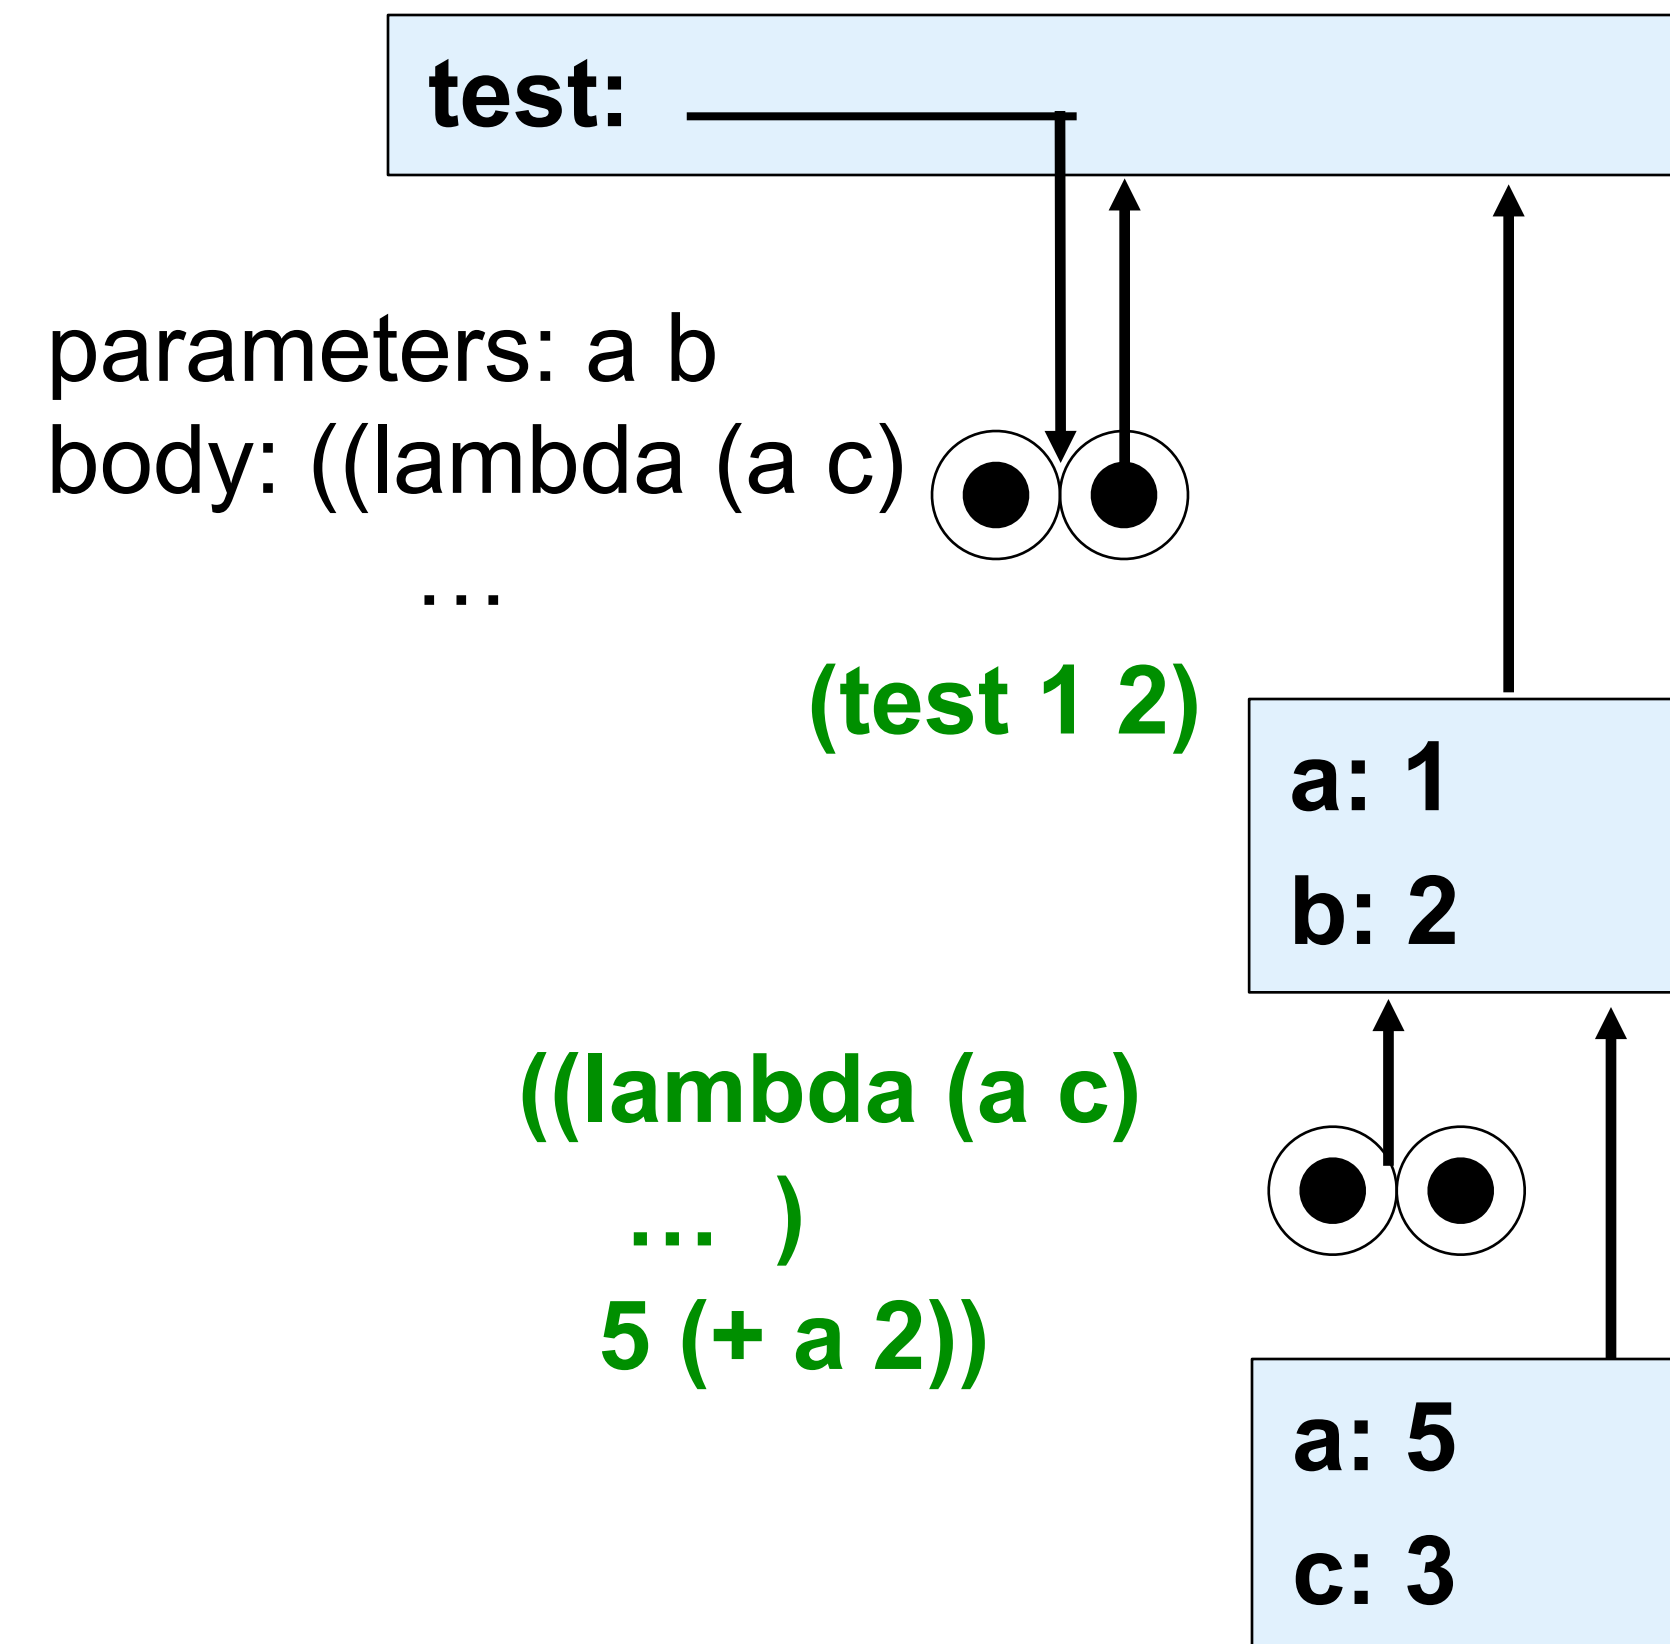 test:
parameters: a b
body: ((lambda (a c)
…
(test 1 2)
a: 1
b: 2
((lambda (a c)
… )
5 (+ a 2))
a: 5
c: 3